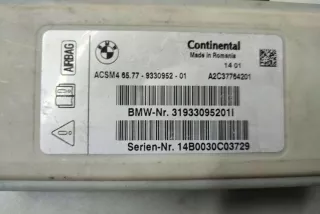 AIRBAG
BMW
Continental
Made in Romania
14 01
ACSM4 65.77 - 9330952 - 01
A2C37764201
BMW-Nr. 31933095201i
Serien-Nr. 14B0030C03729